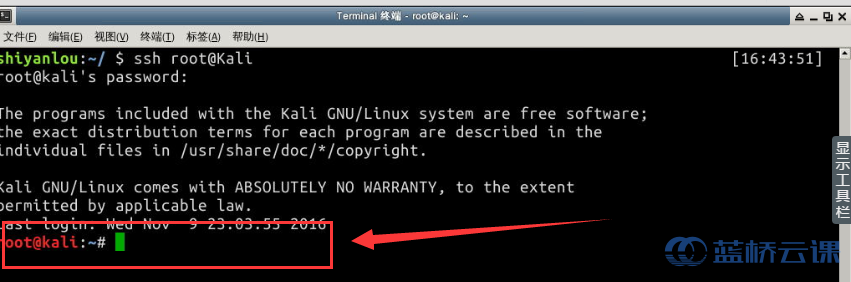 Terminal 终端 - root@kali: ~
文件(F) 编辑(E) 视图(V) 终端(T) 标签(A) 帮助(H)
shiyanlou:~/ $ ssh root@Kali [16:43:51]
root@kali's password:
The programs included with the Kali GNU/Linux system are free software;
the exact distribution terms for each program are described in the
individual files in /usr/share/doc/*/copyright.
Kali GNU/Linux comes with ABSOLUTELY NO WARRANTY, to the extent
permitted by applicable law.
Last login: Wed Nov  9 23:03:55 2016
root@kali:~#
显示工具栏
蓝桥云课